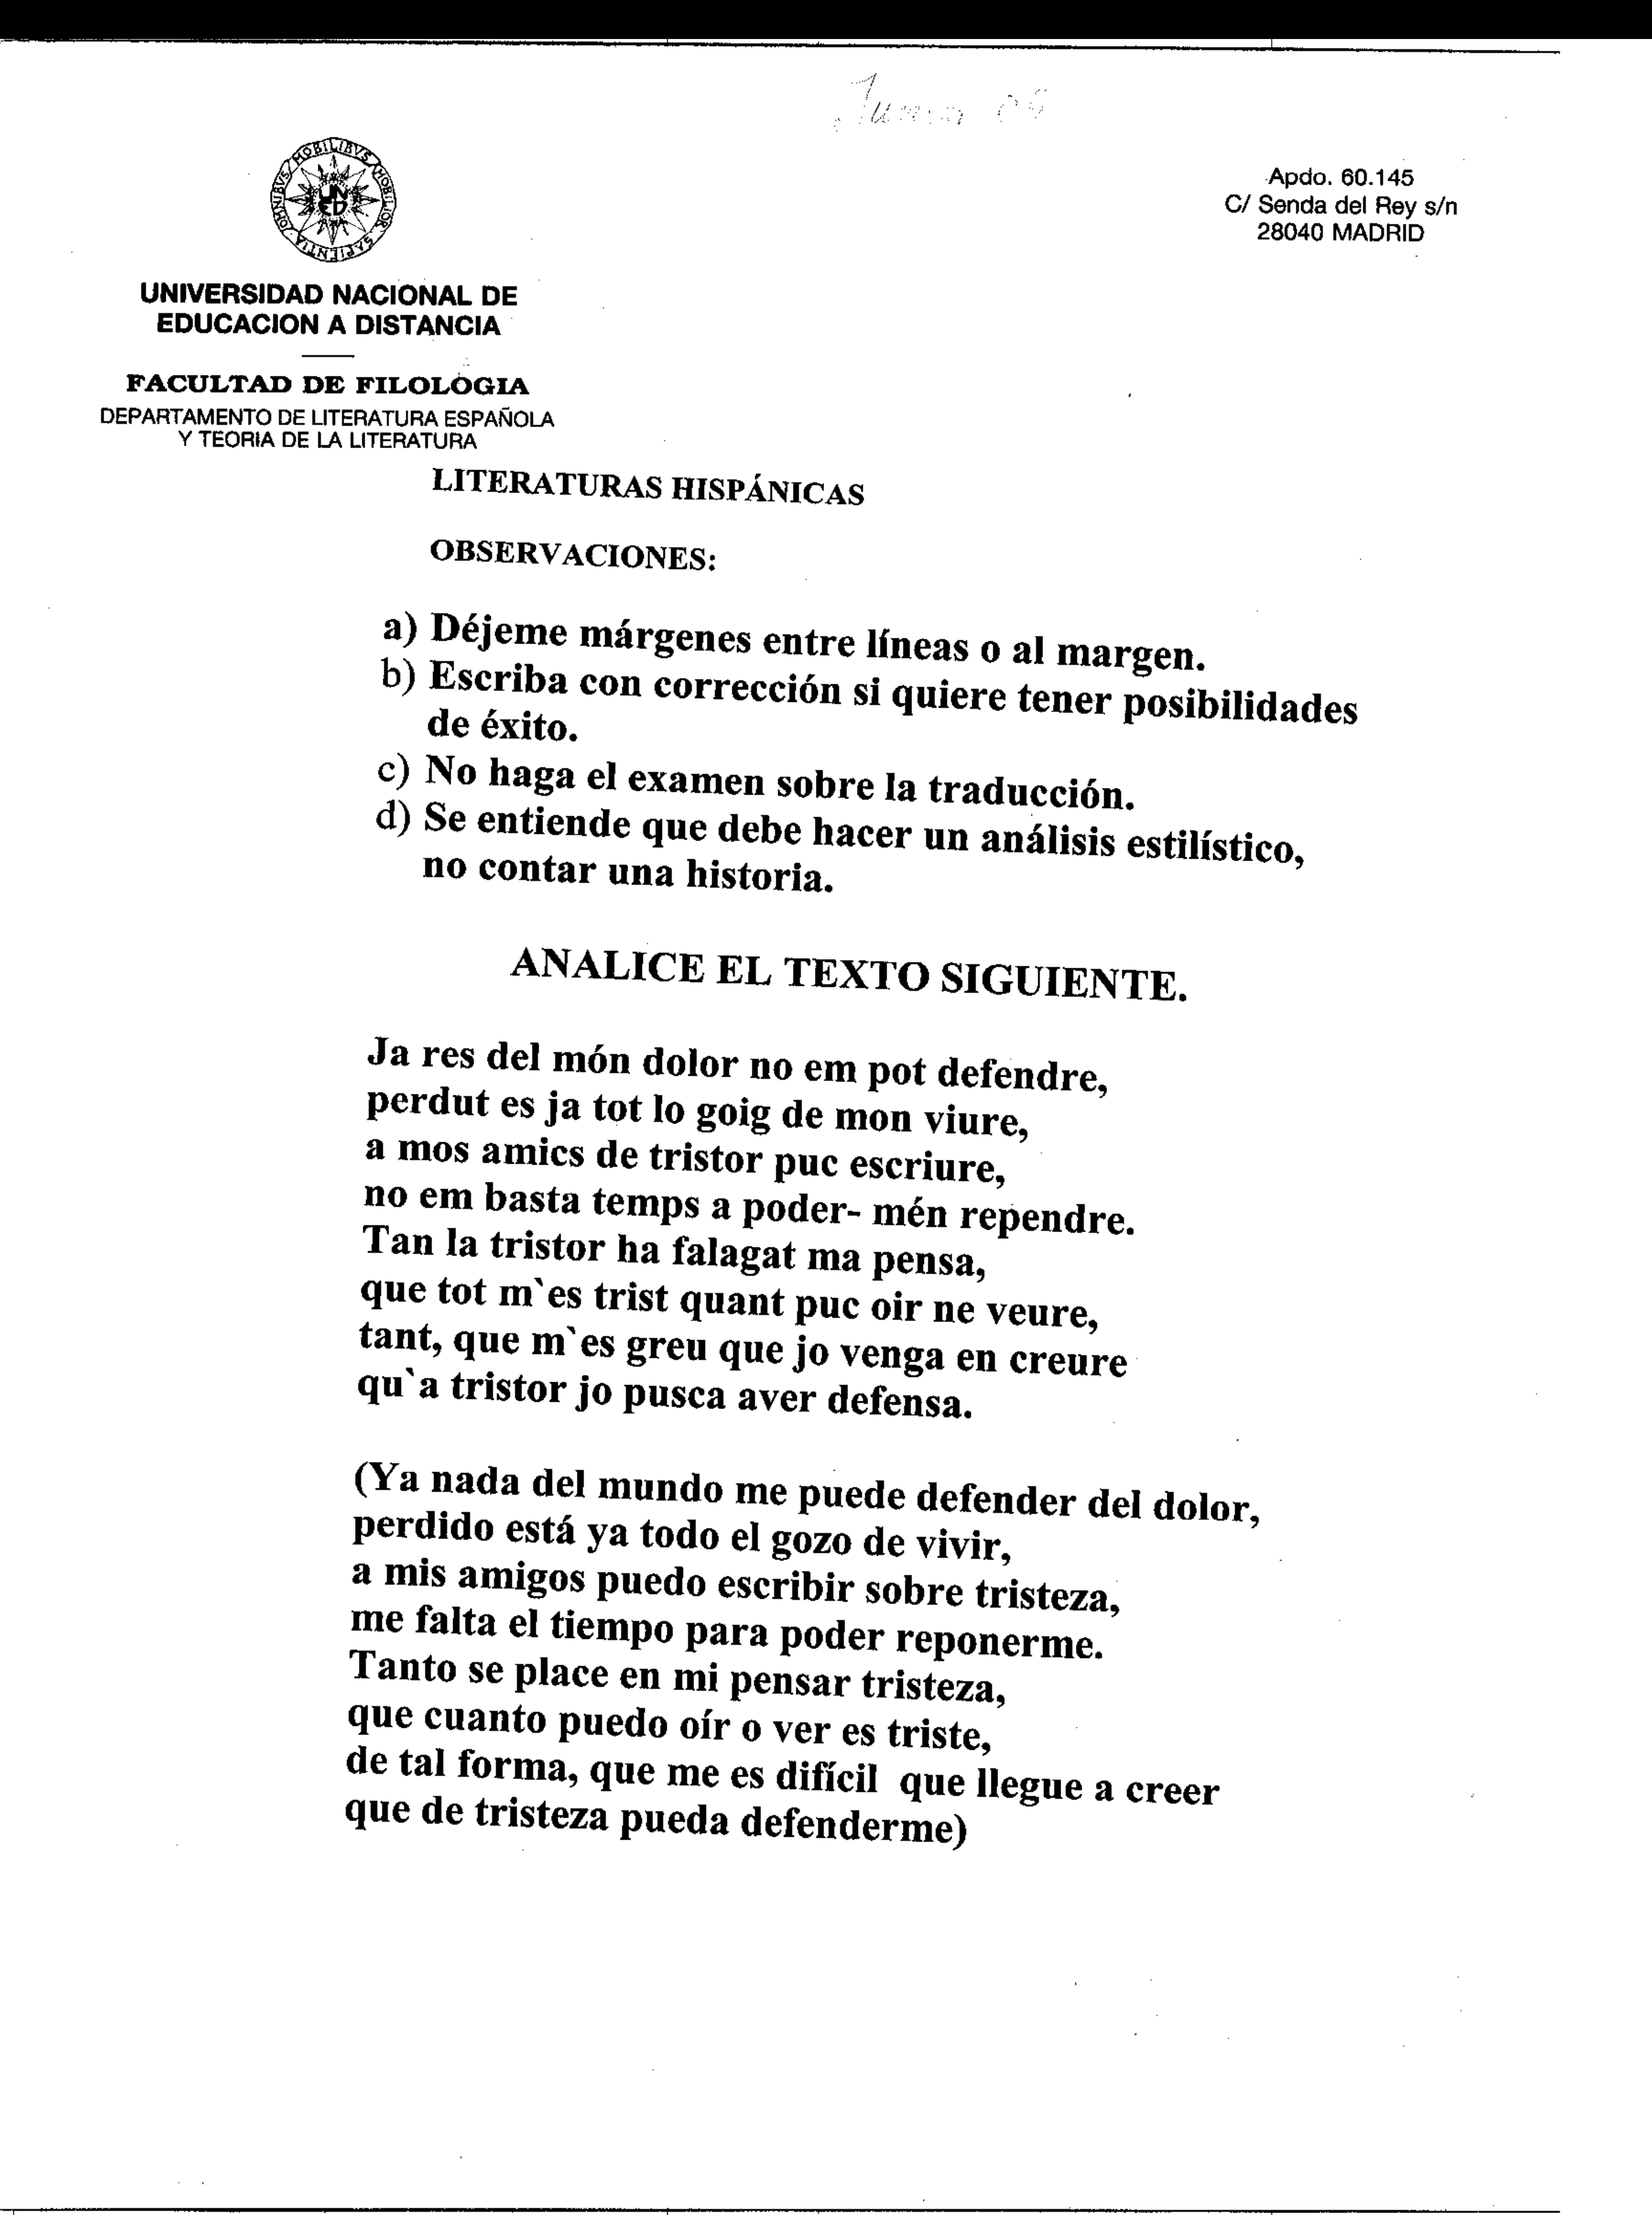 Junio
OMNIBVS MOBILIBVS MOBILIOR SAPIENTIA
UNED
Apdo. 60.145
C/ Senda del Rey s/n
28040 MADRID
UNIVERSIDAD NACIONAL DE
EDUCACION A DISTANCIA
FACULTAD DE FILOLOGIA
DEPARTAMENTO DE LITERATURA ESPAÑOLA
Y TEORIA DE LA LITERATURA
LITERATURAS HISPÁNICAS
OBSERVACIONES:
a) Déjeme márgenes entre líneas o al margen.
b) Escriba con corrección si quiere tener posibilidades
de éxito.
c) No haga el examen sobre la traducción.
d) Se entiende que debe hacer un análisis estilístico,
no contar una historia.
ANALICE EL TEXTO SIGUIENTE.
Ja res del món dolor no em pot defendre,
perdut es ja tot lo goig de mon viure,
a mos amics de tristor puc escriure,
no em basta temps a poder- mén rependre.
Tan la tristor ha falagat ma pensa,
que tot m`es trist quant puc oir ne veure,
tant, que m`es greu que jo venga en creure
qu`a tristor jo pusca aver defensa.
(Ya nada del mundo me puede defender del dolor,
perdido está ya todo el gozo de vivir,
a mis amigos puedo escribir sobre tristeza,
me falta el tiempo para poder reponerme.
Tanto se place en mi pensar tristeza,
que cuanto puedo oír o ver es triste,
de tal forma, que me es difícil que llegue a creer
que de tristeza pueda defenderme)